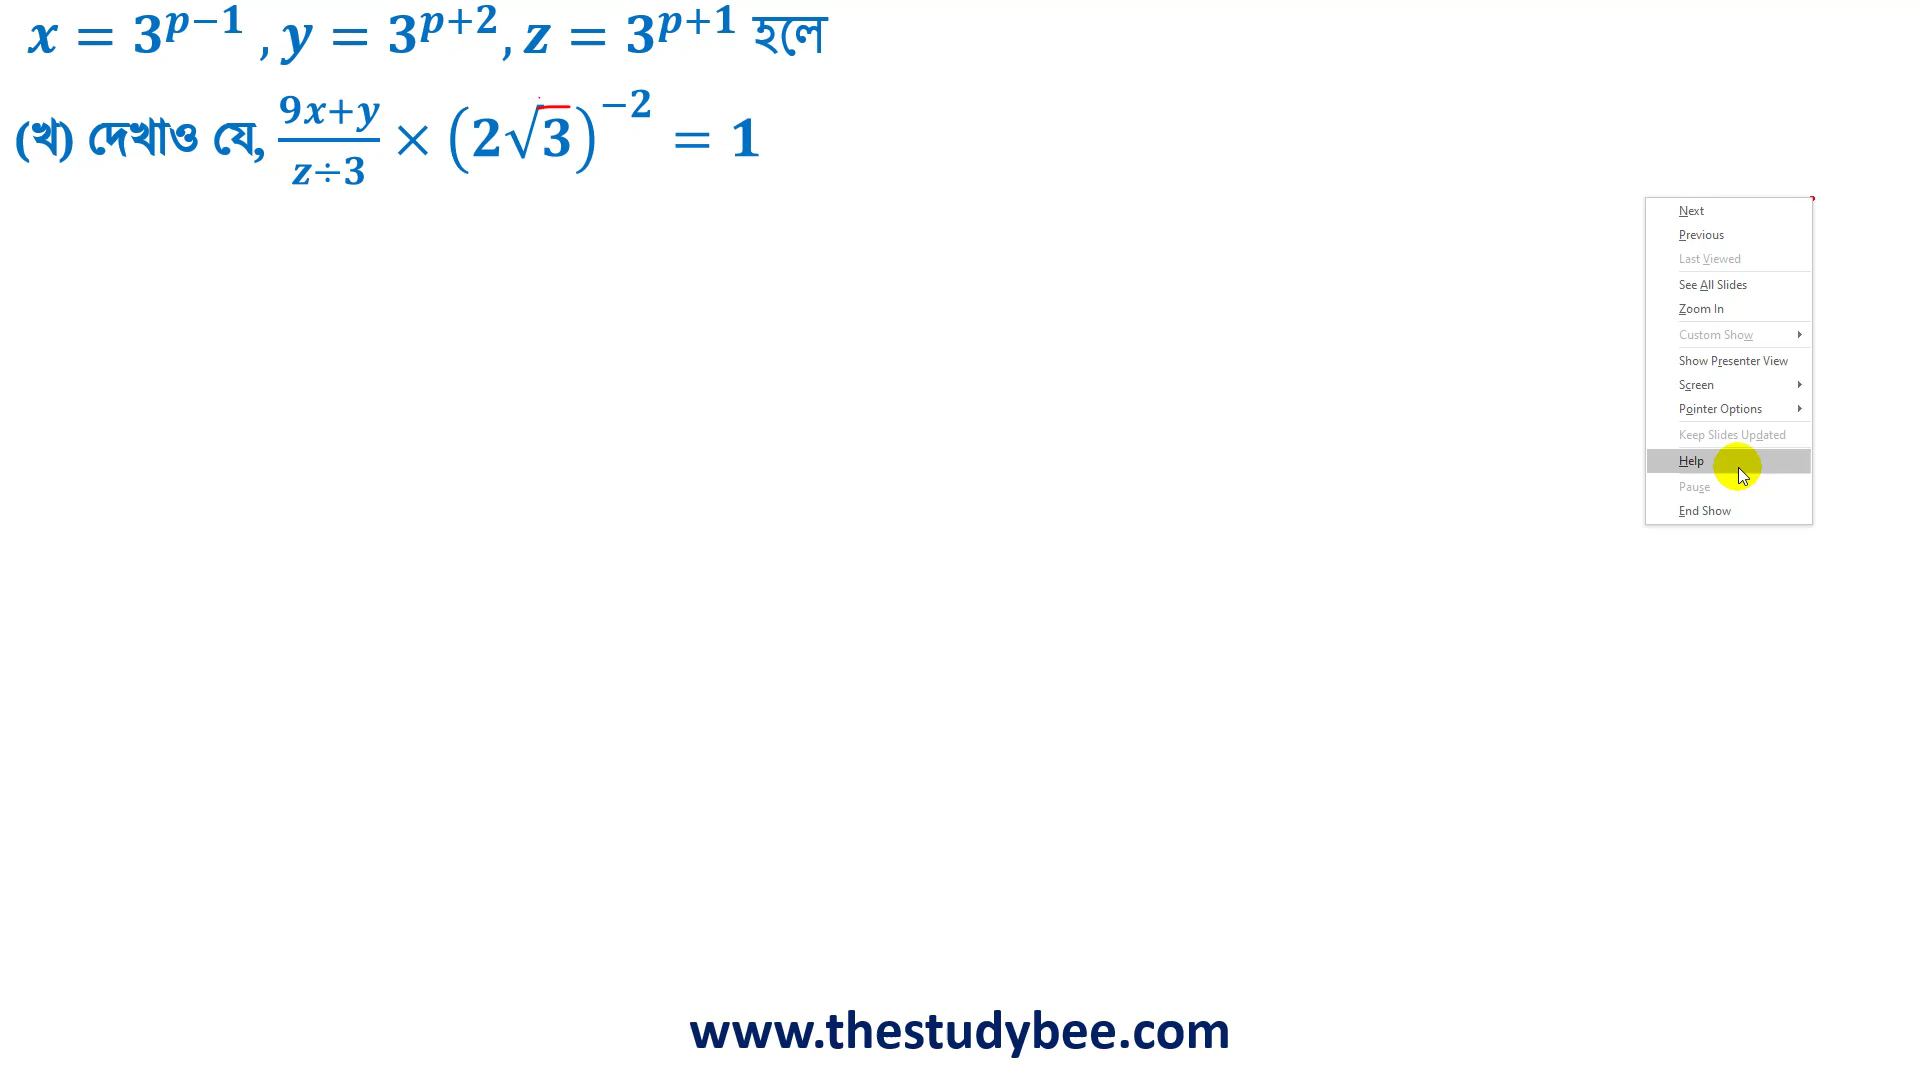 x = 3^{p−1} , y = 3^{p+2}, z = 3^{p+1} হলে
(খ) দেখাও যে, \frac{9x+y}{z÷3} × (2√3)^{−2} = 1
Next
Previous
Last Viewed
See All Slides
Zoom In
Custom Show
Show Presenter View
Screen
Pointer Options
Keep Slides Updated
Help
Pause
End Show
www.thestudybee.com